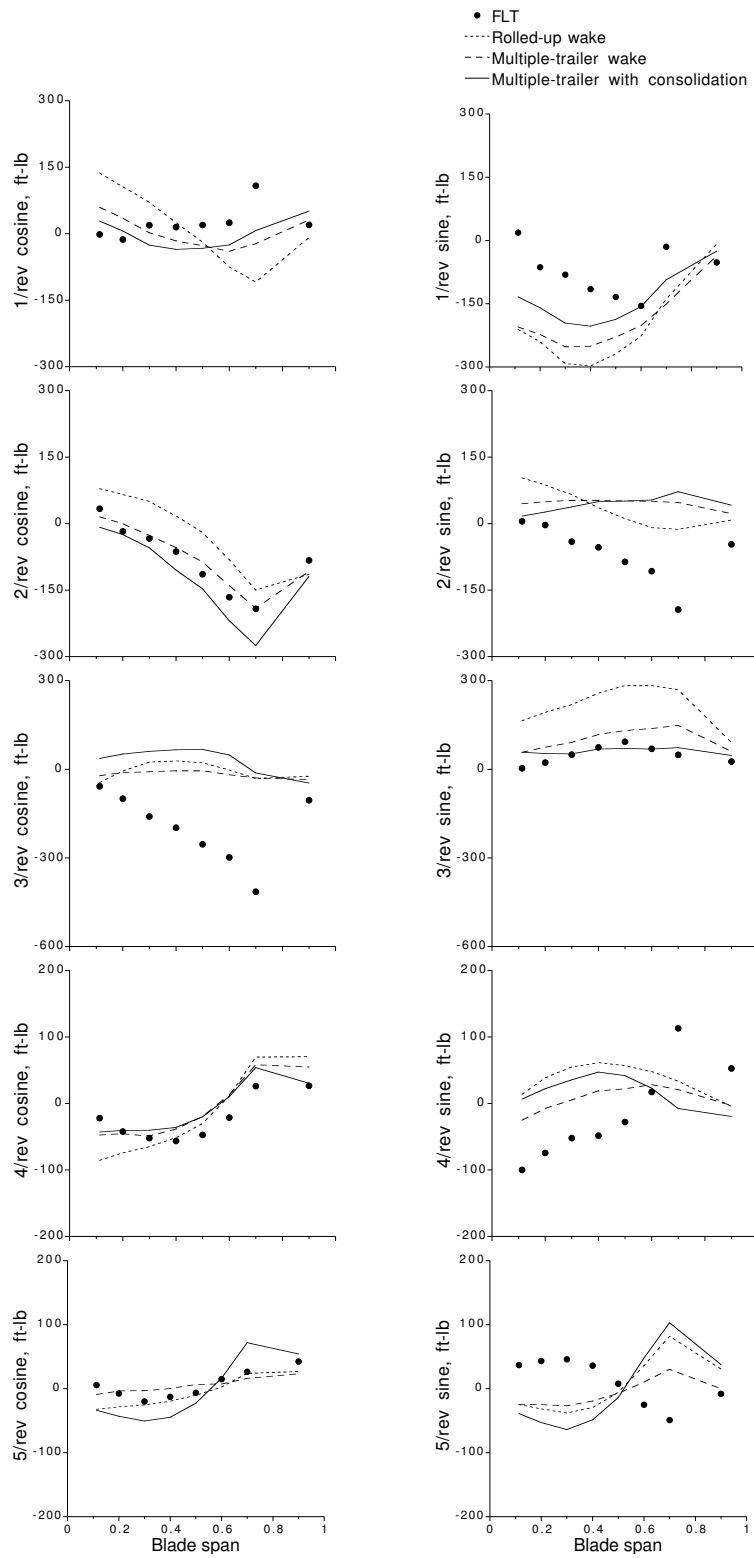 FLT
Rolled-up wake
Multiple-trailer wake
Multiple-trailer with consolidation
300
150
0
-150
-300
1/rev cosine, ft-lb
300
150
0
-150
-300
1/rev sine, ft-lb
300
150
0
-150
-300
2/rev cosine, ft-lb
300
150
0
-150
-300
2/rev sine, ft-lb
300
0
-300
-600
3/rev cosine, ft-lb
300
0
-300
-600
3/rev sine, ft-lb
200
100
0
-100
-200
4/rev cosine, ft-lb
200
100
0
-100
-200
4/rev sine, ft-lb
200
100
0
-100
-200
5/rev cosine, ft-lb
0 0.2 0.4 0.6 0.8 1
Blade span
200
100
0
-100
-200
5/rev sine, ft-lb
0 0.2 0.4 0.6 0.8 1
Blade span